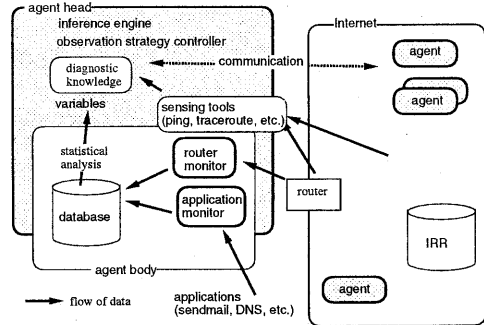 agent head
inference engine
observation strategy controller
diagnostic
knowledge
variables
communication
Internet
agent
agent
sensing tools
(ping, traceroute, etc.)
statistical
analysis
router
monitor
router
database
application
monitor
IRR
agent body
agent
flow of data
applications
(sendmail, DNS, etc.)